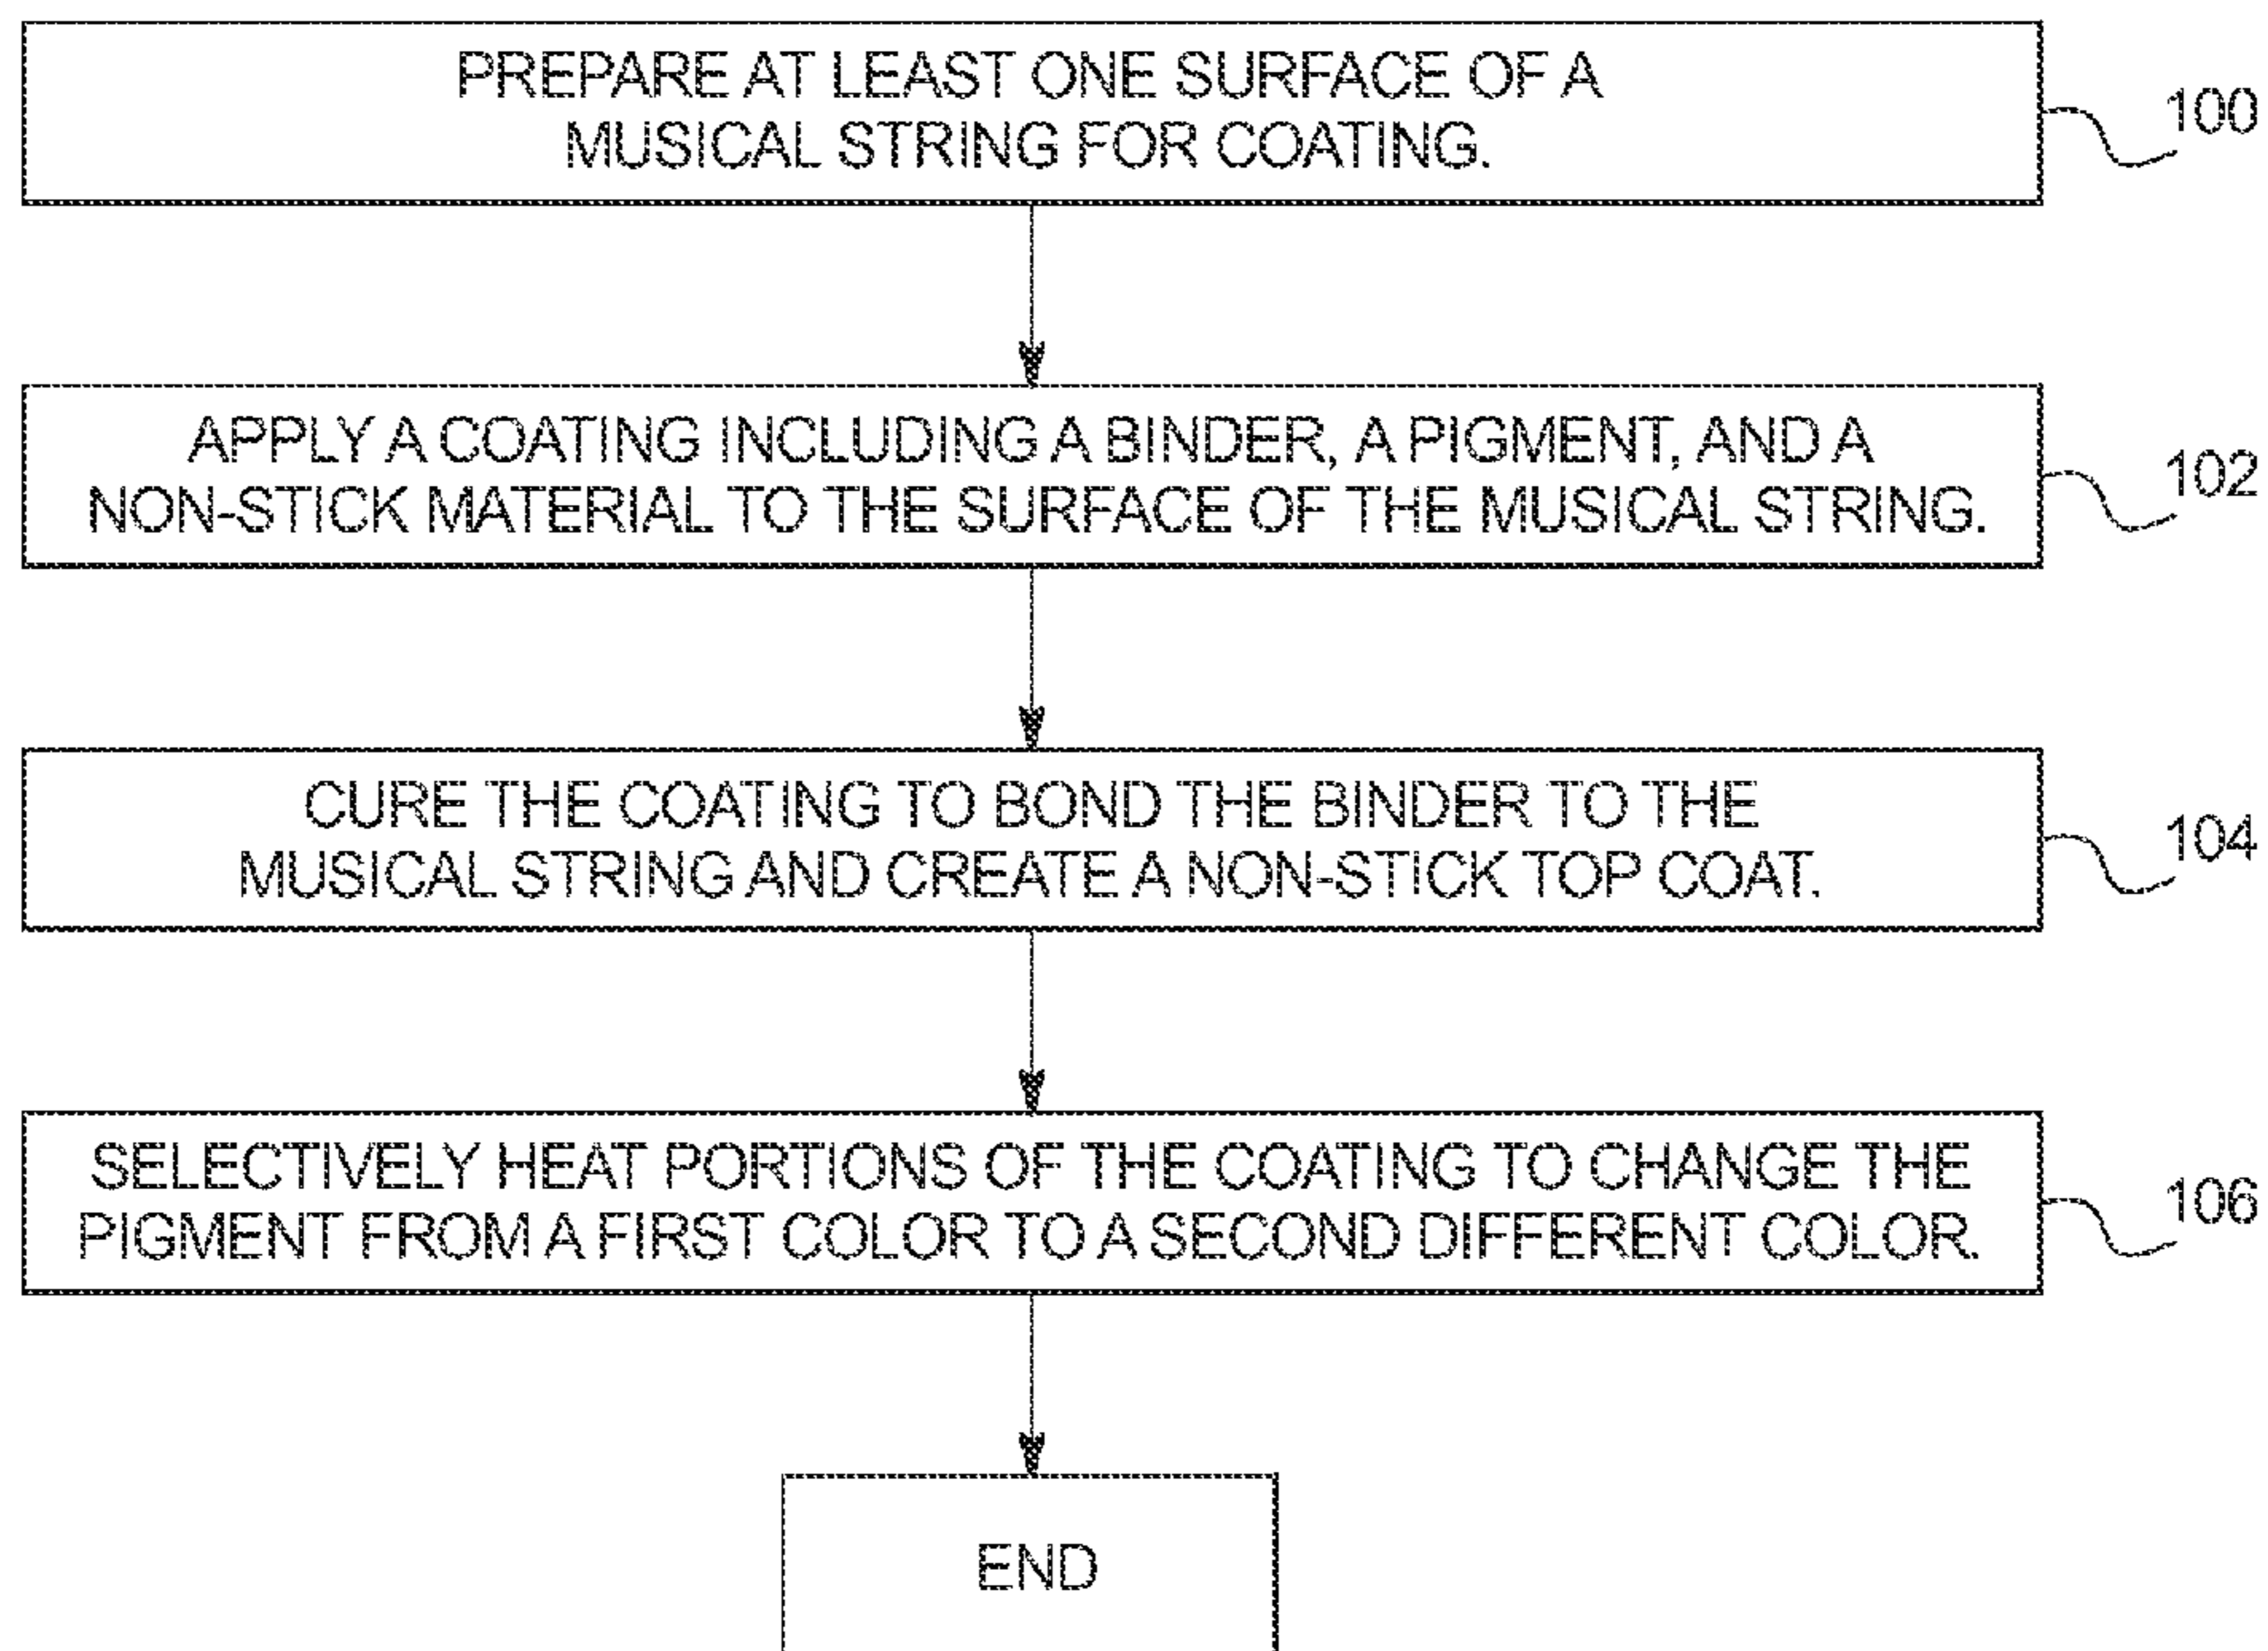 PREPARE AT LEAST ONE SURFACE OF A
MUSICAL STRING FOR COATING.
100
APPLY A COATING INCLUDING A BINDER, A PIGMENT, AND A
NON-STICK MATERIAL TO THE SURFACE OF THE MUSICAL STRING.
102
CURE THE COATING TO BOND THE BINDER TO THE
MUSICAL STRING AND CREATE A NON-STICK TOP COAT.
104
SELECTIVELY HEAT PORTIONS OF THE COATING TO CHANGE THE
PIGMENT FROM A FIRST COLOR TO A SECOND DIFFERENT COLOR.
106
END